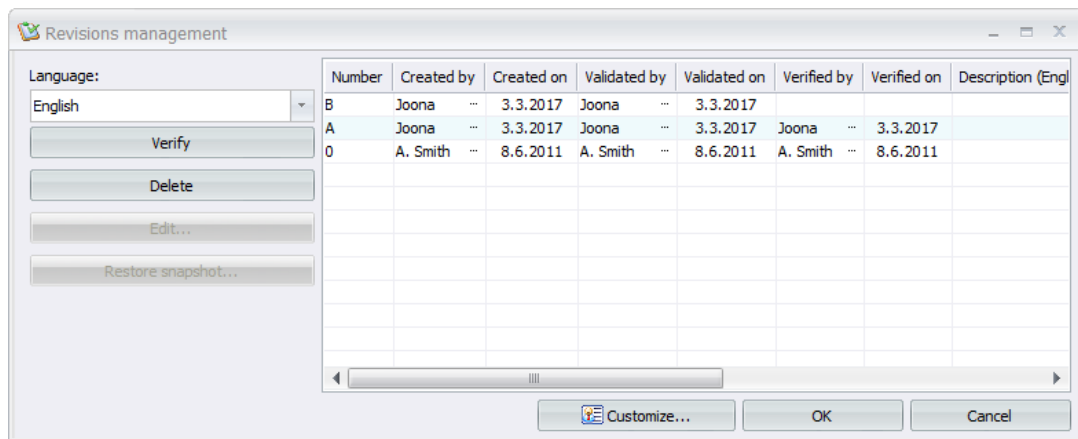 Revisions management
Language:
English
Verify
Delete
Edit...
Restore snapshot...
Number Created by Created on Validated by Validated on Verified by Verified on Description (Engl
B Joona ... 3.3.2017 Joona ... 3.3.2017
A Joona ... 3.3.2017 Joona ... 3.3.2017 Joona ... 3.3.2017
0 A. Smith ... 8.6.2011 A. Smith ... 8.6.2011 A. Smith ... 8.6.2011
Customize... OK Cancel